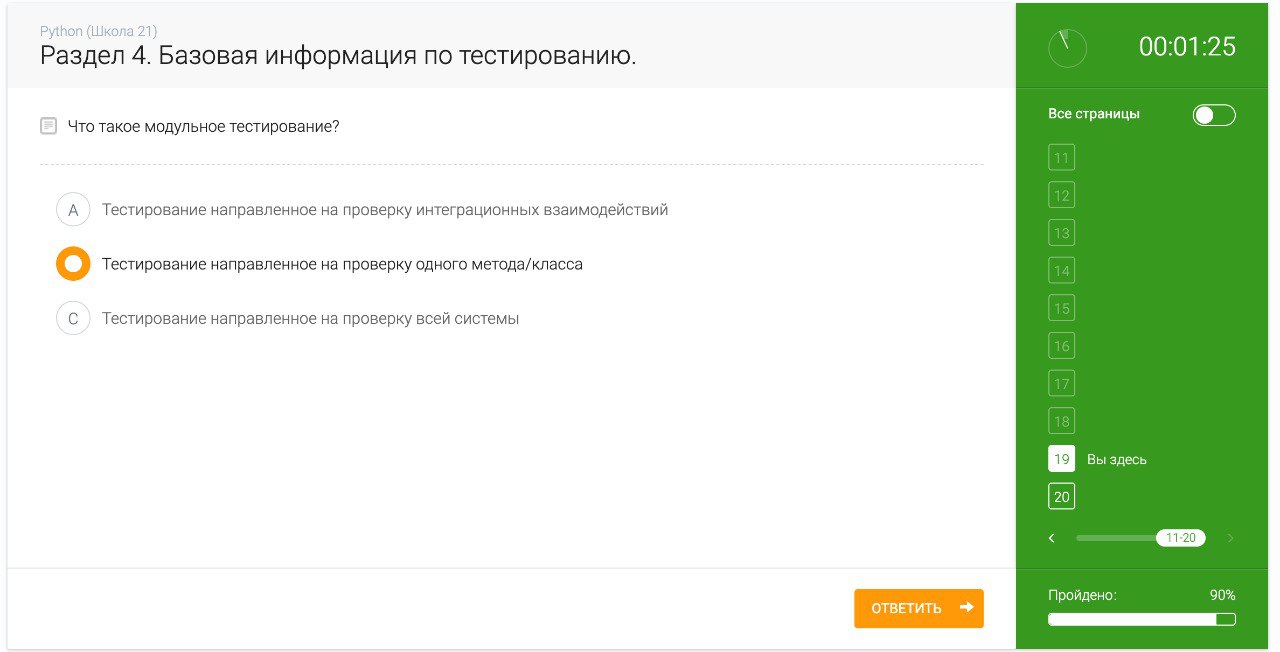 Python (Школа 21)
Раздел 4. Базовая информация по тестированию.
00:01:25
Что такое модульное тестирование?
A Тестирование направленное на проверку интеграционных взаимодействий
Тестирование направленное на проверку одного метода/класса
C Тестирование направленное на проверку всей системы
ОТВЕТИТЬ
Все страницы
11
12
13
14
15
16
17
18
19 Вы здесь
20
11-20
Пройдено: 90%